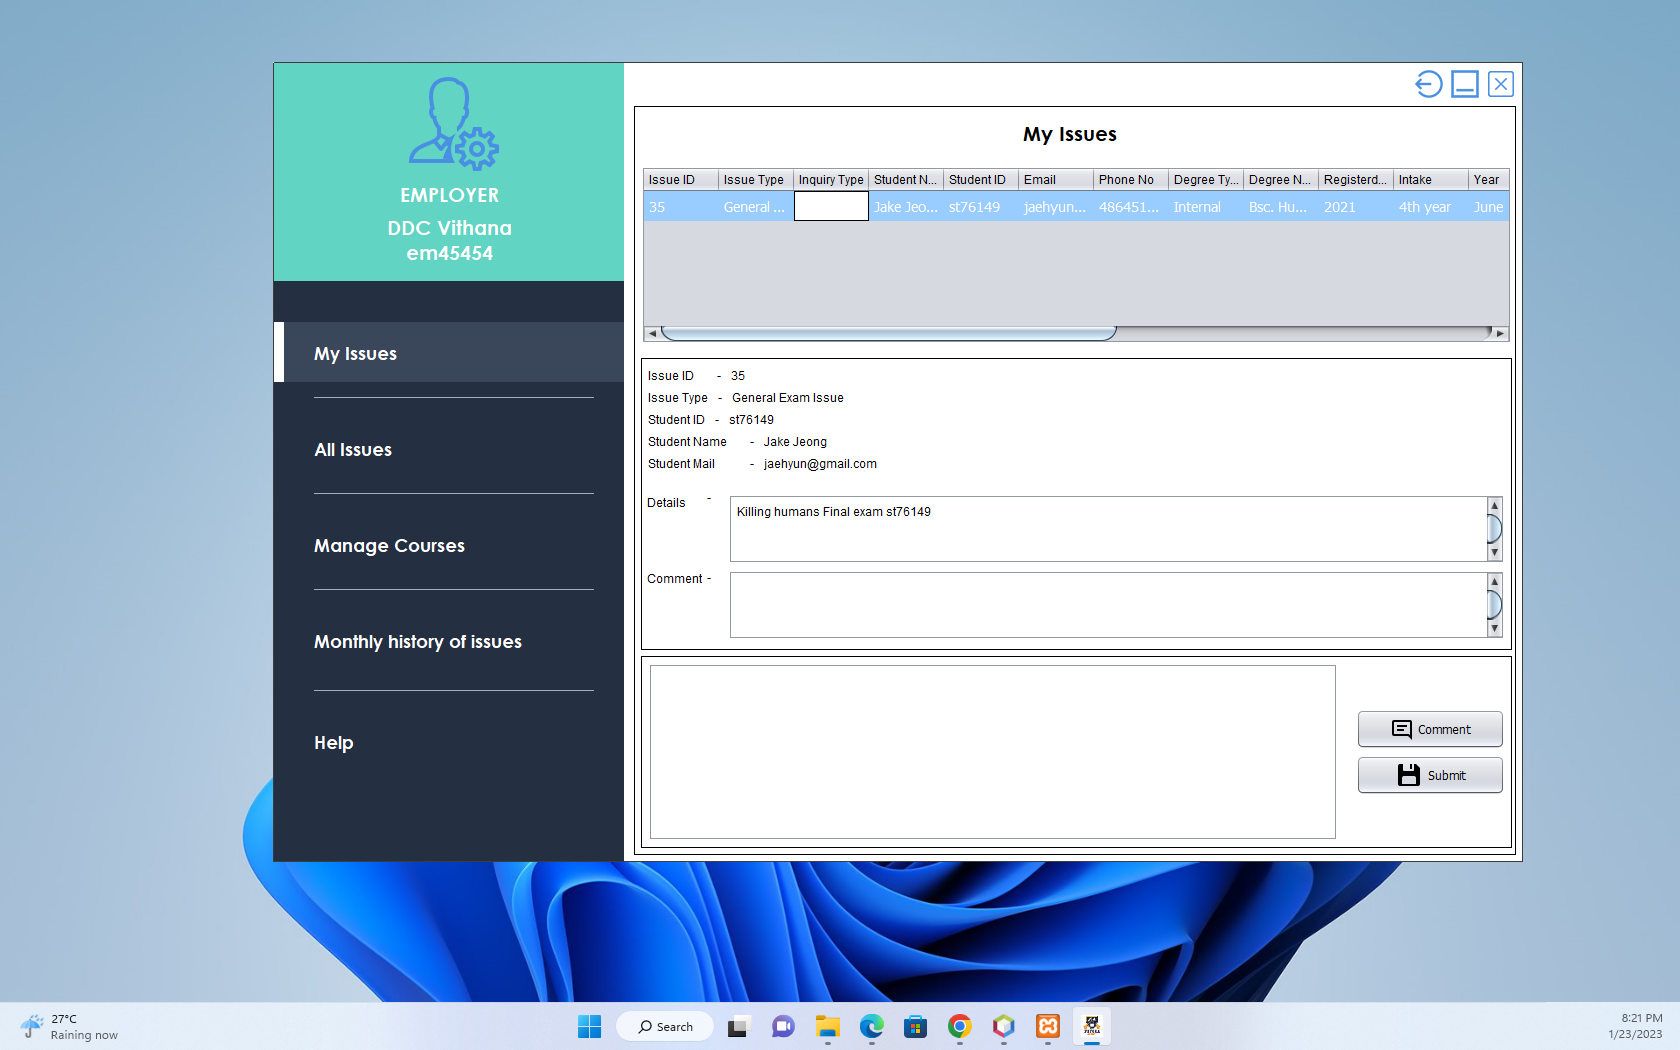 EMPLOYER
DDC Vithana
em45454
My Issues
All Issues
Manage Courses
Monthly history of issues
Help
My Issues
Issue ID Issue Type Inquiry Type Student N... Student ID Email Phone No Degree Ty... Degree N... Registerd... Intake Year
35 General ... Jake Jeo... st76149 jaehyun... 486451... Internal Bsc. Hu... 2021 4th year June
Issue ID - 35
Issue Type - General Exam Issue
Student ID - st76149
Student Name - Jake Jeong
Student Mail - jaehyun@gmail.com
Details - Killing humans Final exam st76149
Comment -
Comment
Submit
27°C
Raining now
Search
8:21 PM
1/23/2023